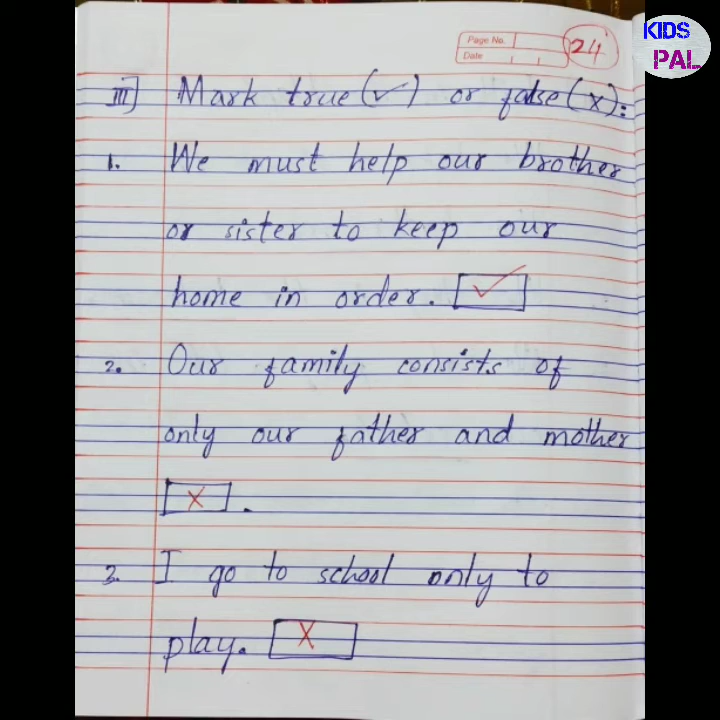 KIDS
PAL
Page No. 24
Date
III] Mark true (✓) or false (x):
1. We must help our brother
or sister to keep our
home in order. ✓
2. Our family consists of
only our father and mother
x .
3. I go to school only to
play. x